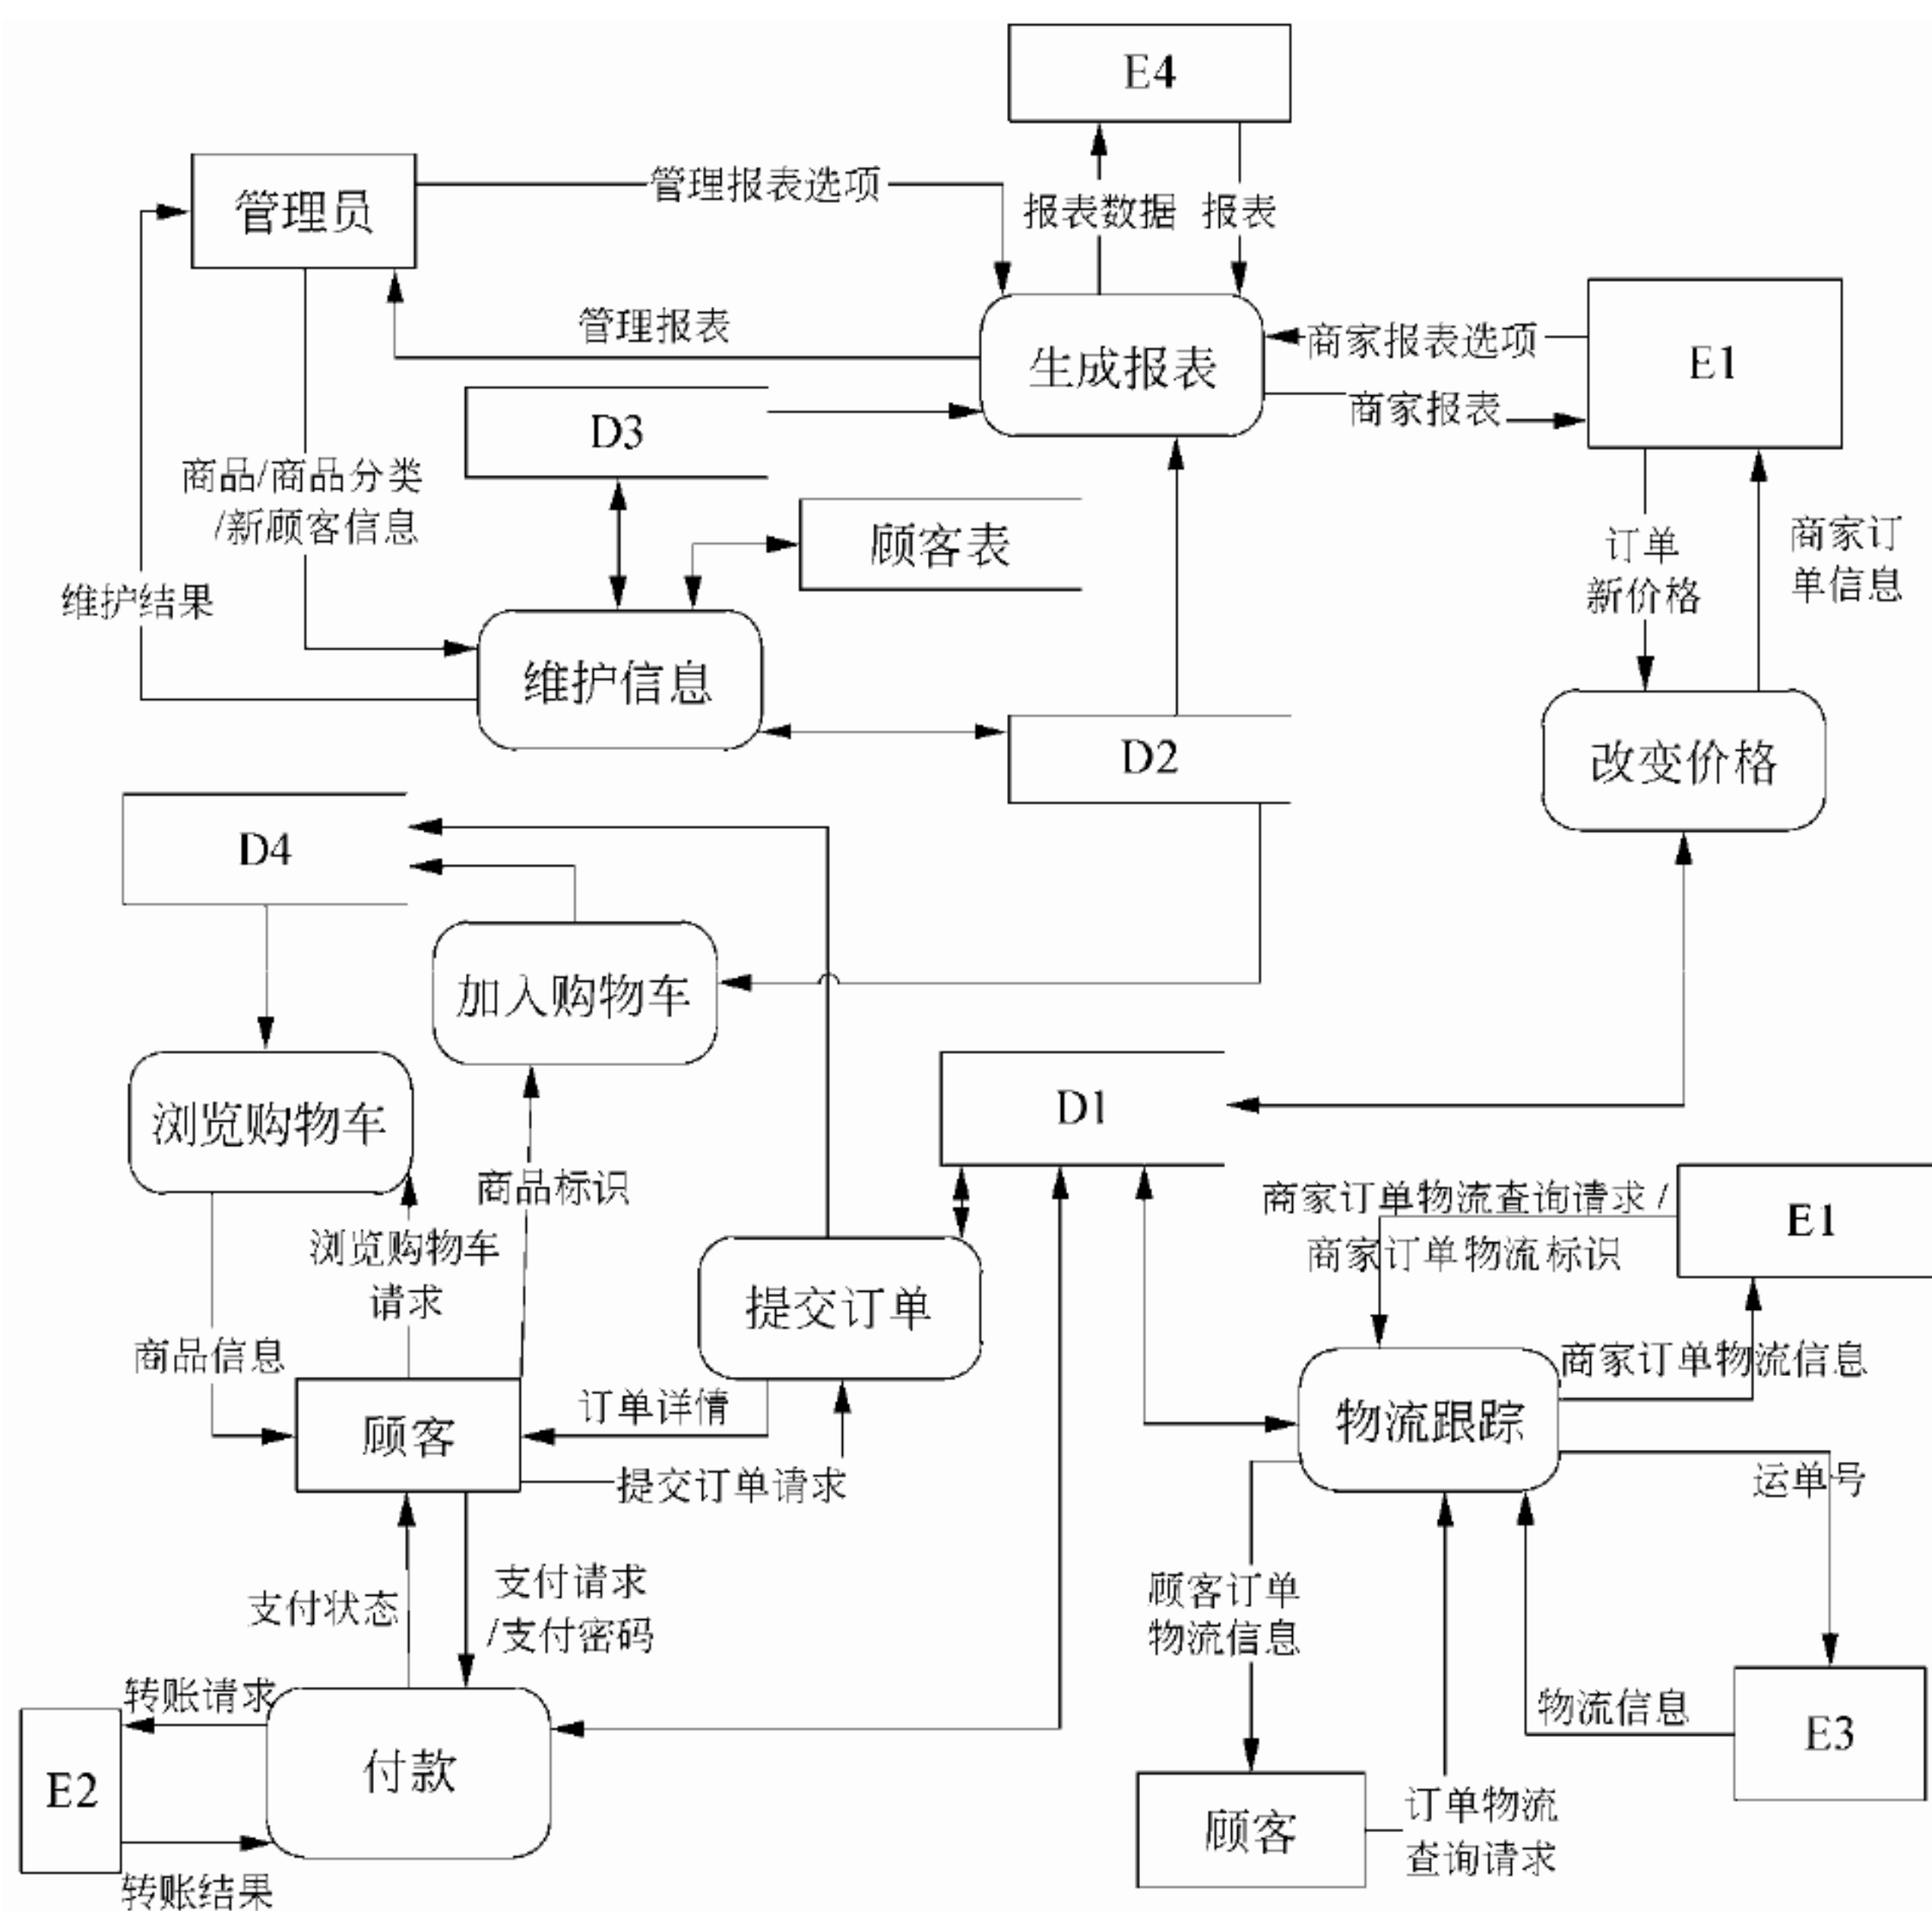 E4
管理员
管理报表选项
报表数据
报表
管理报表
生成报表
商家报表选项
商家报表
E1
D3
商品/商品分类
/新顾客信息
顾客表
订单
新价格
商家订
单信息
维护结果
维护信息
D2
改变价格
D4
加入购物车
浏览购物车
D1
商品标识
商家订单物流查询请求 /
商家订单物流标识
E1
浏览购物车
请求
提交订单
商品信息
商家订单物流信息
订单详情
顾客
物流跟踪
提交订单请求
运单号
支付状态
支付请求
/支付密码
顾客订单
物流信息
转账请求
物流信息
E3
付款
E2
订单物流
查询请求
顾客
转账结果